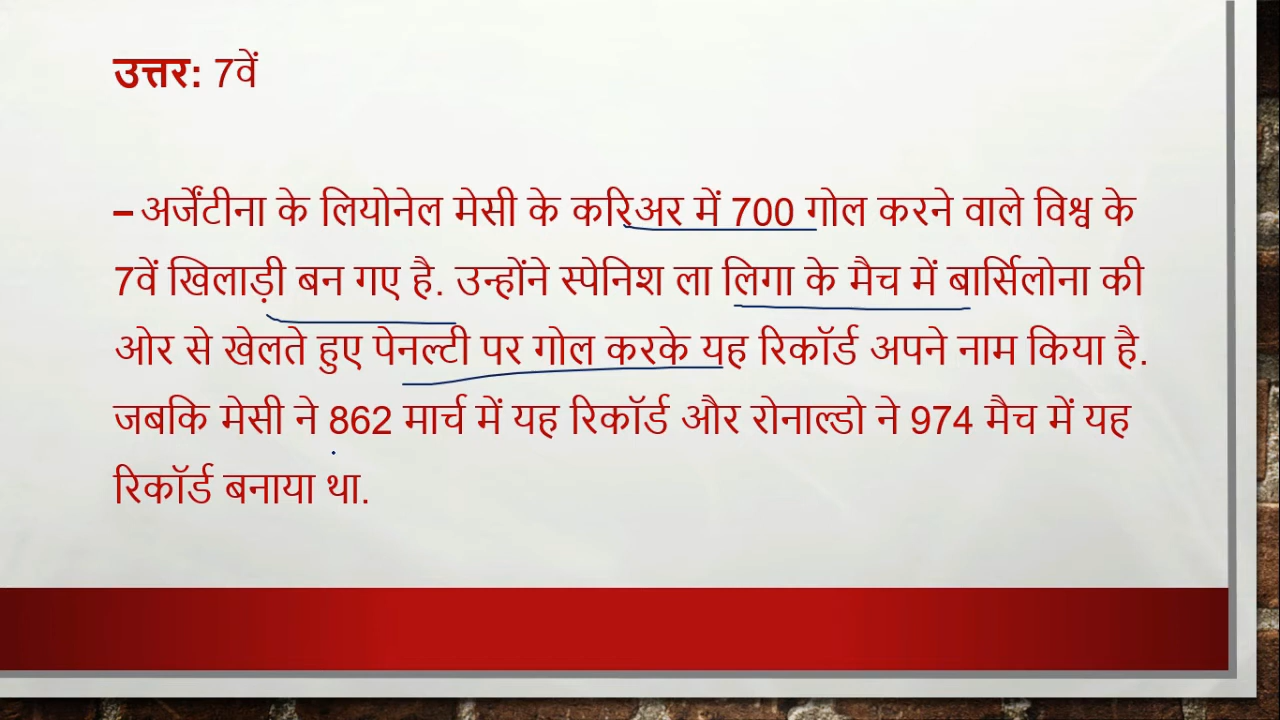 उत्तर: 7वें
– अर्जेंटीना के लियोनेल मेसी के करिअर में 700 गोल करने वाले विश्व के
7वें खिलाड़ी बन गए है. उन्होंने स्पेनिश ला लिगा के मैच में बार्सिलोना की
ओर से खेलते हुए पेनल्टी पर गोल करके यह रिकॉर्ड अपने नाम किया है.
जबकि मेसी ने 862 मार्च में यह रिकॉर्ड और रोनाल्डो ने 974 मैच में यह
रिकॉर्ड बनाया था.